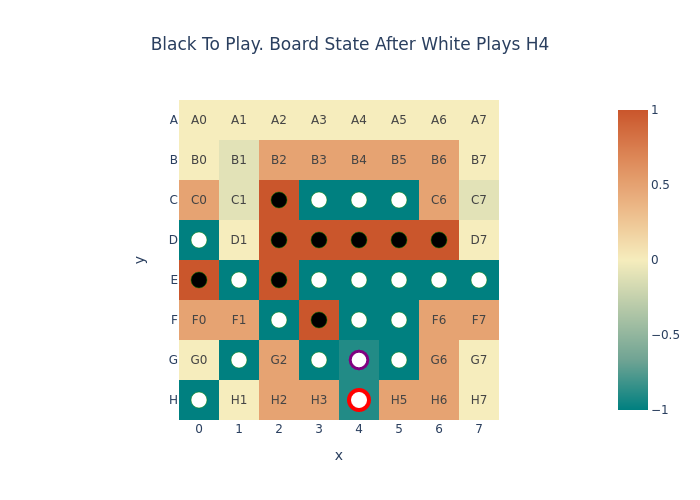 Black To Play. Board State After White Plays H4
A A0 A1 A2 A3 A4 A5 A6 A7
B B0 B1 B2 B3 B4 B5 B6 B7
C C0 C1 C6 C7
D D1 D7
E
F F0 F1 F6 F7
G G0 G2 G6 G7
H H1 H2 H3 H5 H6 H7
0 1 2 3 4 5 6 7
x
y
1
0.5
0
−0.5
−1